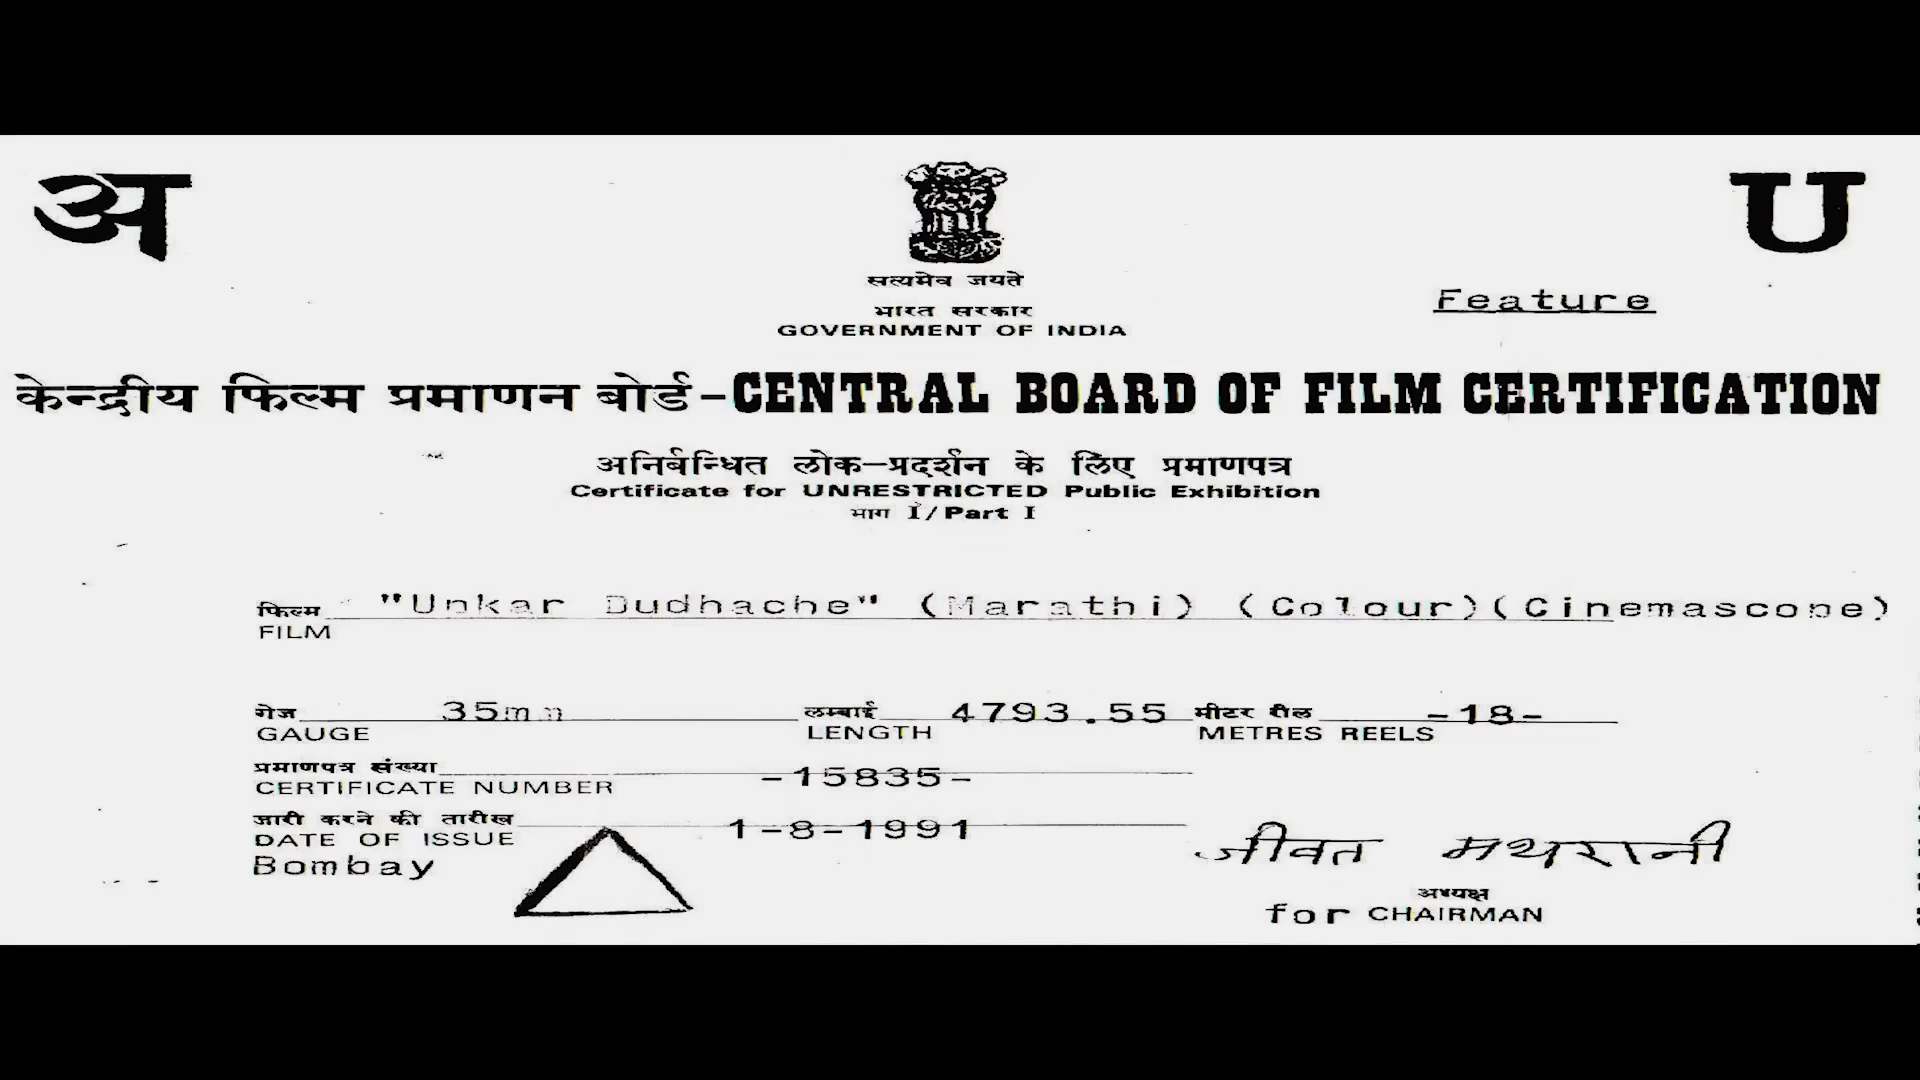 अ
U
सत्यमेव जयते
भारत सरकार
GOVERNMENT OF INDIA
Feature
केन्द्रीय फिल्म प्रमाणन बोर्ड-CENTRAL BOARD OF FILM CERTIFICATION
अनिर्बन्धित लोक-प्रदर्शन के लिए प्रमाणपत्र
Certificate for UNRESTRICTED Public Exhibition
भाग I/Part I
फिल्म "Unkar Dudhache" (Marathi) (Colour)(Cinemascope)
FILM
गेज 35mm लम्बाई 4793.55 मीटर रील -18-
GAUGE LENGTH METRES REELS
प्रमाणपत्र संख्या -15835-
CERTIFICATE NUMBER
जारी करने की तारीख 1-8-1991
DATE OF ISSUE
Bombay
जीवत मथरानी
अध्यक्ष
for CHAIRMAN